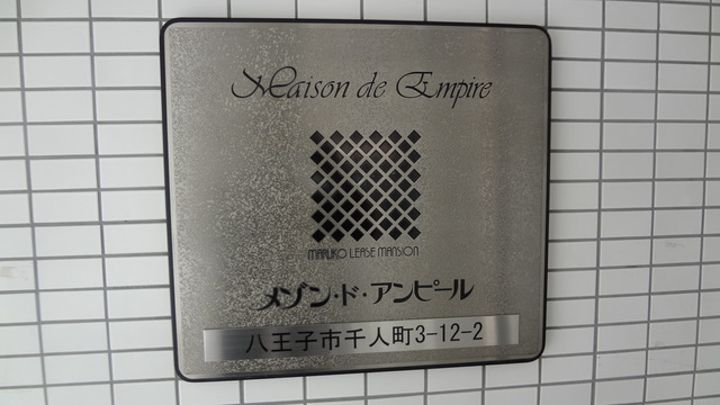 Maison de Empire
MARUKO LEASE MANSION
メゾン・ド・アンピール
八王子市千人町3-12-2